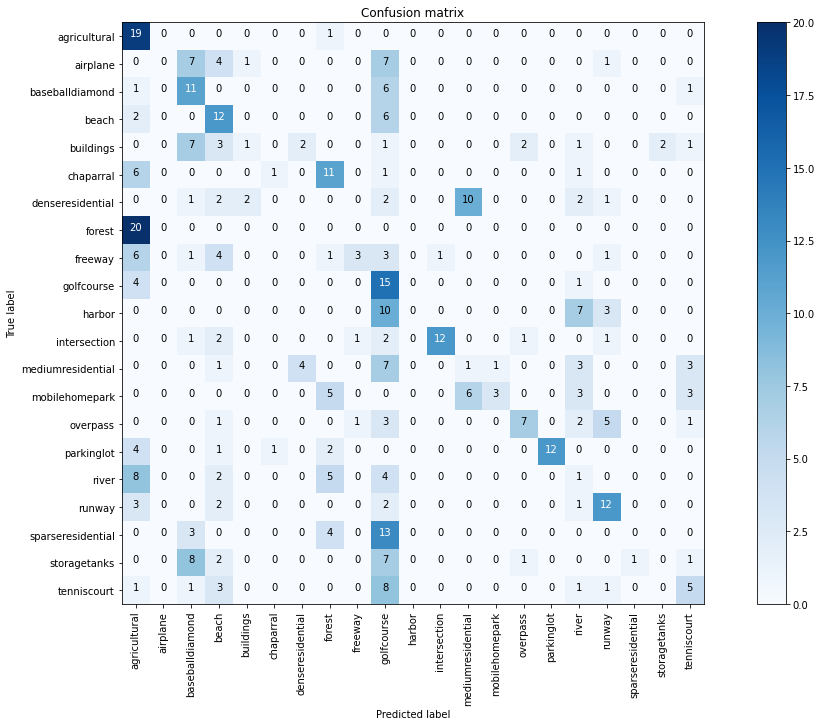 Confusion matrix
agricultural 19 0 0 0 0 0 0 1 0 0 0 0 0 0 0 0 0 0 0 0 0
airplane 0 0 7 4 1 0 0 0 0 7 0 0 0 0 0 0 0 1 0 0 0
baseballdiamond 1 0 11 0 0 0 0 0 0 6 0 0 0 0 0 0 0 0 0 0 1
beach 2 0 0 12 0 0 0 0 0 6 0 0 0 0 0 0 0 0 0 0 0
buildings 0 0 7 3 1 0 2 0 0 1 0 0 0 0 2 0 1 0 0 2 1
chaparral 6 0 0 0 0 1 0 11 0 1 0 0 0 0 0 0 1 0 0 0 0
denseresidential 0 0 1 2 2 0 0 0 0 2 0 0 10 0 0 0 2 1 0 0 0
forest 20 0 0 0 0 0 0 0 0 0 0 0 0 0 0 0 0 0 0 0 0
freeway 6 0 1 4 0 0 0 1 3 3 0 1 0 0 0 0 0 1 0 0 0
golfcourse 4 0 0 0 0 0 0 0 0 15 0 0 0 0 0 0 1 0 0 0 0
harbor 0 0 0 0 0 0 0 0 0 10 0 0 0 0 0 0 7 3 0 0 0
intersection 0 0 1 2 0 0 0 0 1 2 0 12 0 0 1 0 0 1 0 0 0
mediumresidential 0 0 0 1 0 0 4 0 0 7 0 0 1 1 0 0 3 0 0 0 3
mobilehomepark 0 0 0 0 0 0 0 5 0 0 0 0 6 3 0 0 3 0 0 0 3
overpass 0 0 0 1 0 0 0 0 1 3 0 0 0 0 7 0 2 5 0 0 1
parkinglot 4 0 0 1 0 1 0 2 0 0 0 0 0 0 0 12 0 0 0 0 0
river 8 0 0 2 0 0 0 5 0 4 0 0 0 0 0 0 1 0 0 0 0
runway 3 0 0 2 0 0 0 0 0 2 0 0 0 0 0 0 1 12 0 0 0
sparseresidential 0 0 3 0 0 0 0 4 0 13 0 0 0 0 0 0 0 0 0 0 0
storagetanks 0 0 8 2 0 0 0 0 0 7 0 0 0 0 1 0 0 0 1 0 1
tenniscourt 1 0 1 3 0 0 0 0 0 8 0 0 0 0 0 0 1 1 0 0 5
True label
agricultural
airplane
baseballdiamond
beach
buildings
chaparral
denseresidential
forest
freeway
golfcourse
harbor
intersection
mediumresidential
mobilehomepark
overpass
parkinglot
river
runway
sparseresidential
storagetanks
tenniscourt
Predicted label
20.0
17.5
15.0
12.5
10.0
7.5
5.0
2.5
0.0